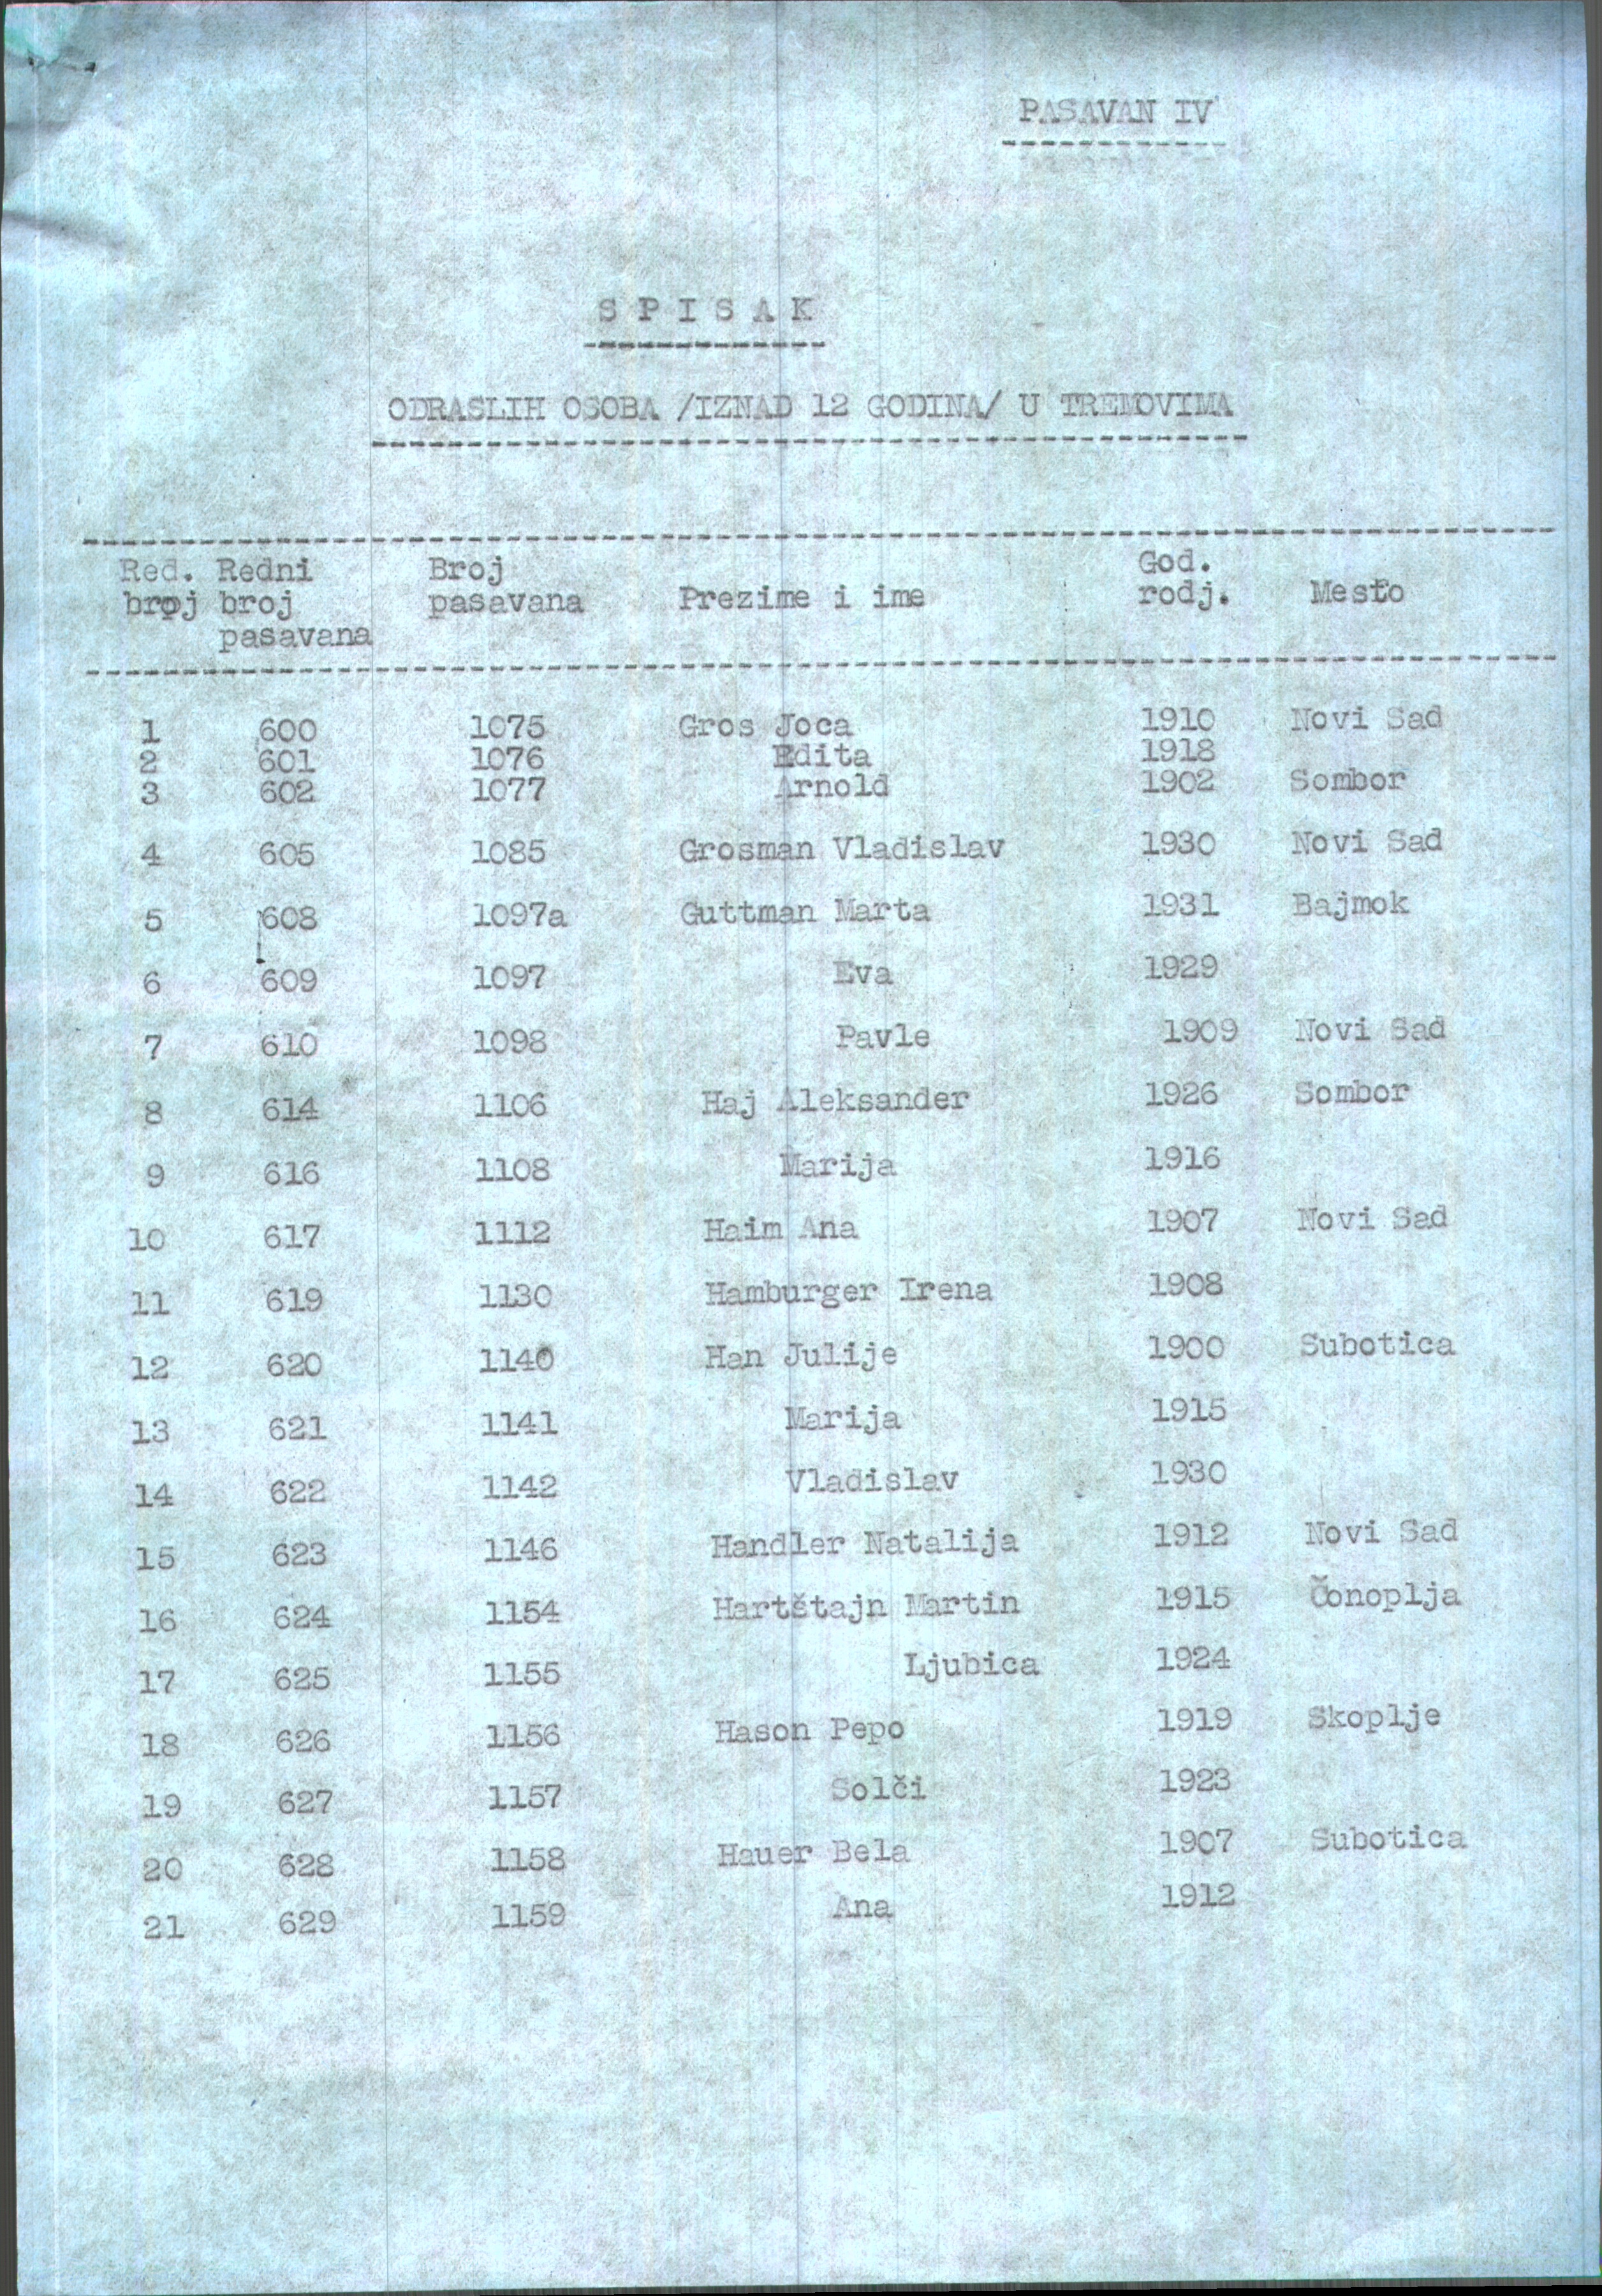 PASAVAN IV
S P I S A K
ODRASLIH OSOBA /IZNAD 12 GODINA/ U TREMOVIMA
Red. Redni Broj God.
broj broj pasavana Prezime i ime rodj. Mesto
pasavana
1 600 1075 Gros Joca 1910 Novi Sad
2 601 1076 Edita 1918
3 602 1077 Arnold 1902 Sombor
4 605 1085 Grosman Vladislav 1930 Novi Sad
5 608 1097a Guttman Marta 1931 Bajmok
6 609 1097 Eva 1929
7 610 1098 Pavle 1909 Novi Sad
8 614 1106 Haj Aleksander 1926 Sombor
9 616 1108 Marija 1916
10 617 1112 Haim Ana 1907 Novi Sad
11 619 1130 Hamburger Irena 1908
12 620 1140 Han Julije 1900 Subotica
13 621 1141 Marija 1915
14 622 1142 Vladislav 1930
15 623 1146 Handler Natalija 1912 Novi Sad
16 624 1154 Hartštajn Martin 1915 Čonoplja
17 625 1155 Ljubica 1924
18 626 1156 Hason Pepo 1919 Skoplje
19 627 1157 Solči 1923
20 628 1158 Hauer Bela 1907 Subotica
21 629 1159 Ana 1912